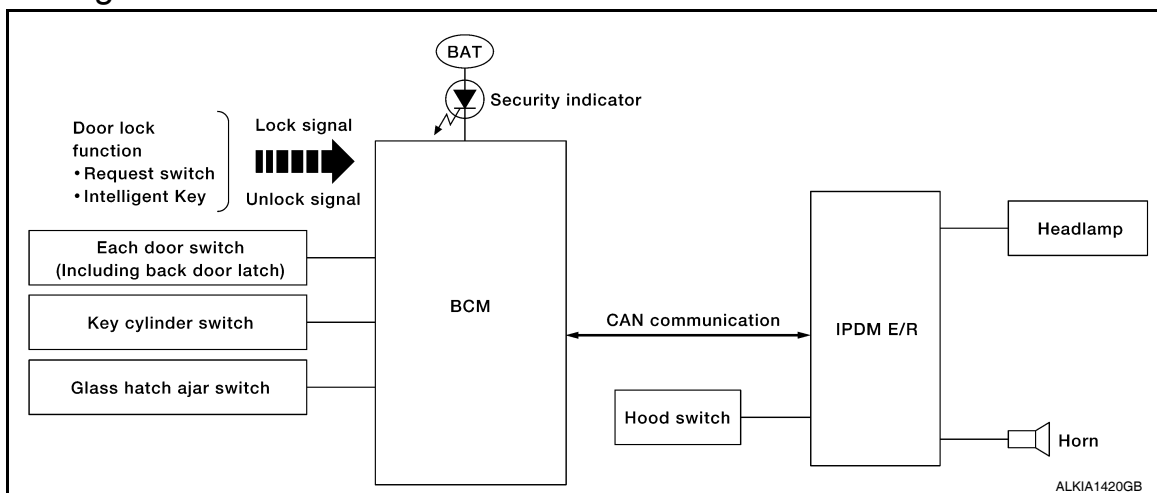 BAT
Security indicator
Door lock
function
• Request switch
• Intelligent Key
Lock signal
Unlock signal
Each door switch
(Including back door latch)
Key cylinder switch
Glass hatch ajar switch
BCM
CAN communication
IPDM E/R
Hood switch
Headlamp
Horn
ALKIA1420GB